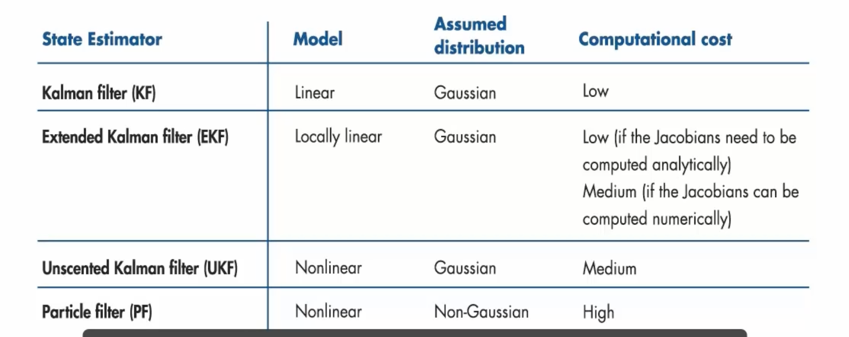 State Estimator Model Assumed distribution Computational cost
Kalman filter (KF) Linear Gaussian Low
Extended Kalman filter (EKF) Locally linear Gaussian Low (if the Jacobians need to be
computed analytically)
Medium (if the Jacobians can be
computed numerically)
Unscented Kalman filter (UKF) Nonlinear Gaussian Medium
Particle filter (PF) Nonlinear Non-Gaussian High